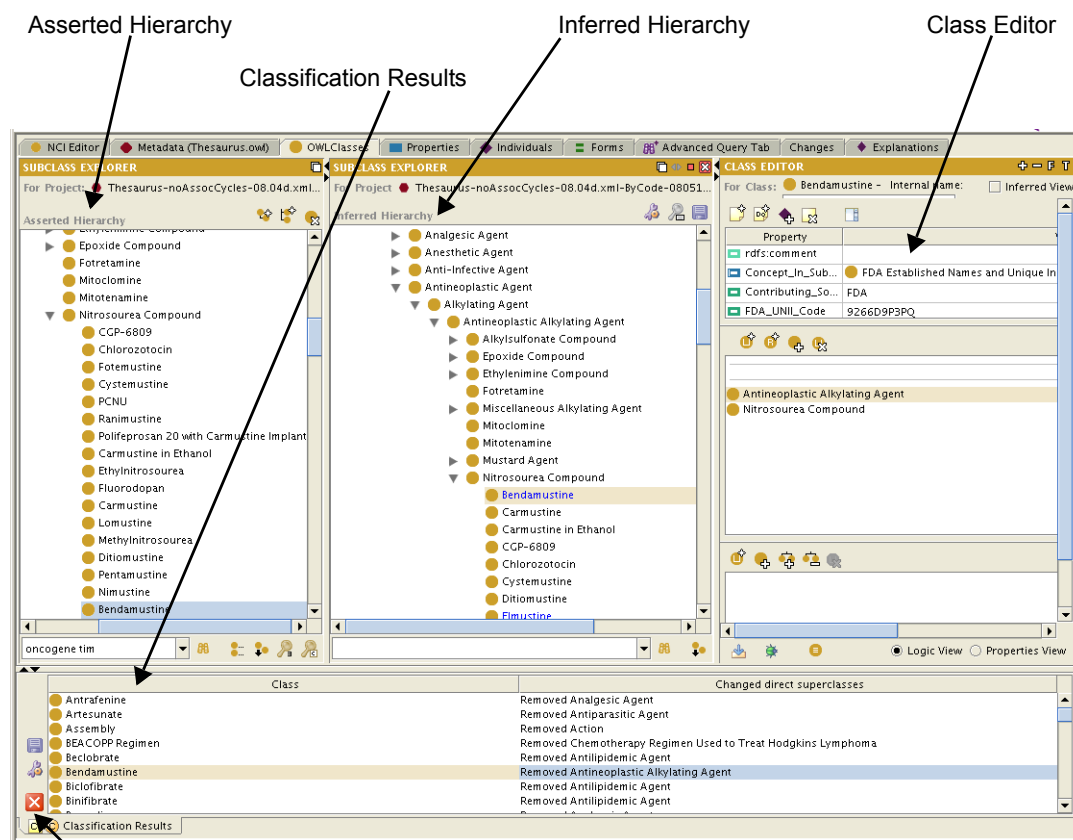 Asserted Hierarchy
Inferred Hierarchy
Class Editor
Classification Results
NCI Editor
Metadata (Thesaurus.owl)
OWLClasses
Properties
Individuals
Forms
Advanced Query Tab
Changes
Explanations
SUBCLASS EXPLORER
For Project: Thesaurus-noAssocCycles-08.04d.xml...
Asserted Hierarchy
Ethylenimine Compound
Epoxide Compound
Fotretamine
Mitoclomine
Mitotenamine
Nitrosourea Compound
CGP-6809
Chlorozotocin
Fotemustine
Cystemustine
PCNU
Ranimustine
Polifeprosan 20 with Carmustine Implant
Carmustine in Ethanol
Ethylnitrosourea
Fluorodopan
Carmustine
Lomustine
Methylnitrosourea
Ditiomustine
Pentamustine
Nimustine
Bendamustine
oncogene tim
SUBCLASS EXPLORER
For Project Thesaurus-noAssocCycles-08.04d.xml-ByCode-08051...
Inferred Hierarchy
Analgesic Agent
Anesthetic Agent
Anti-Infective Agent
Antineoplastic Agent
Alkylating Agent
Antineoplastic Alkylating Agent
Alkylsulfonate Compound
Epoxide Compound
Ethylenimine Compound
Fotretamine
Miscellaneous Alkylating Agent
Mitoclomine
Mitotenamine
Mustard Agent
Nitrosourea Compound
Bendamustine
Carmustine
Carmustine in Ethanol
CGP-6809
Chlorozotocin
Cystemustine
Ditiomustine
Elmustine
CLASS EDITOR
For Class: Bendamustine - Internal name: Inferred View
Property
rdfs:comment
Concept_In_Sub... FDA Established Names and Unique In
Contributing_So... FDA
FDA_UNII_Code 9266D9P3PQ
Antineoplastic Alkylating Agent
Nitrosourea Compound
Logic View Properties View
Class Changed direct superclasses
Antrafenine Removed Analgesic Agent
Artesunate Removed Antiparasitic Agent
Assembly Removed Action
BEACOPP Regimen Removed Chemotherapy Regimen Used to Treat Hodgkins Lymphoma
Beclobrate Removed Antilipidemic Agent
Bendamustine Removed Antineoplastic Alkylating Agent
Biclofibrate Removed Antilipidemic Agent
Binifibrate Removed Antilipidemic Agent
Classification Results